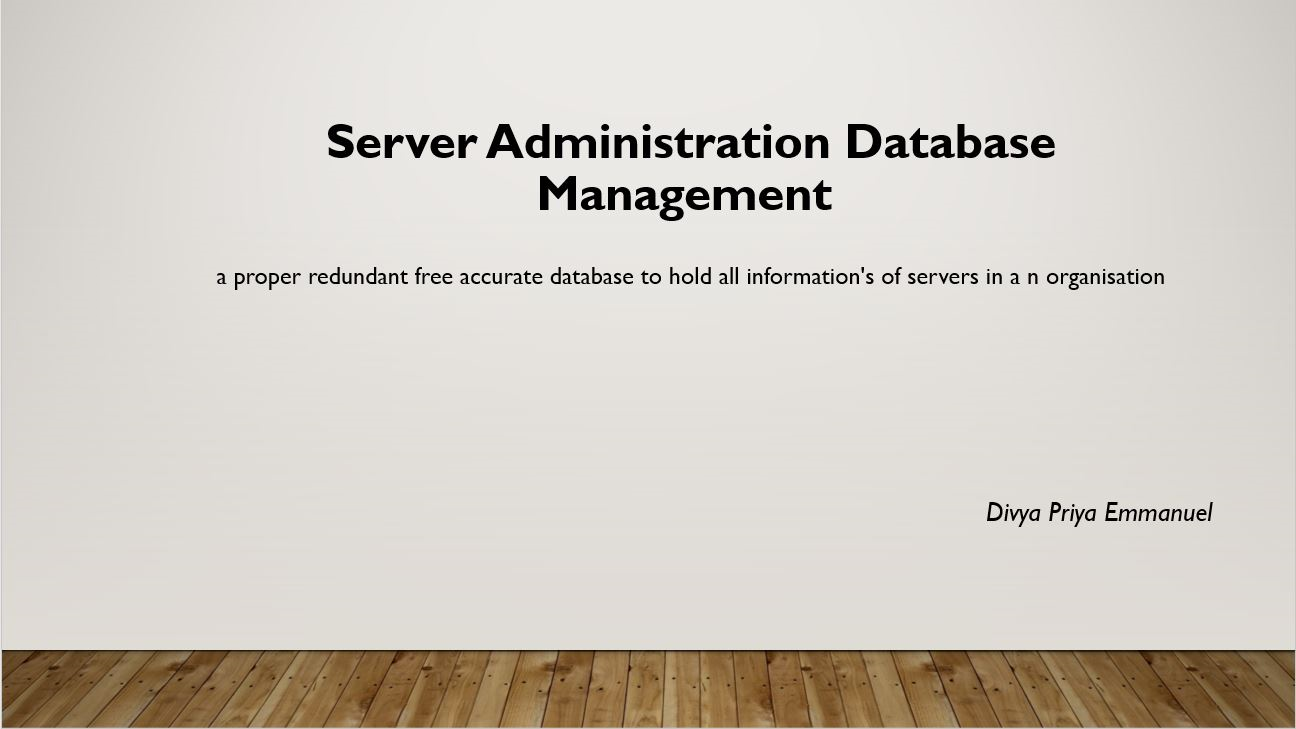 Server Administration Database
Management
a proper redundant free accurate database to hold all information's of servers in a n organisation
Divya Priya Emmanuel